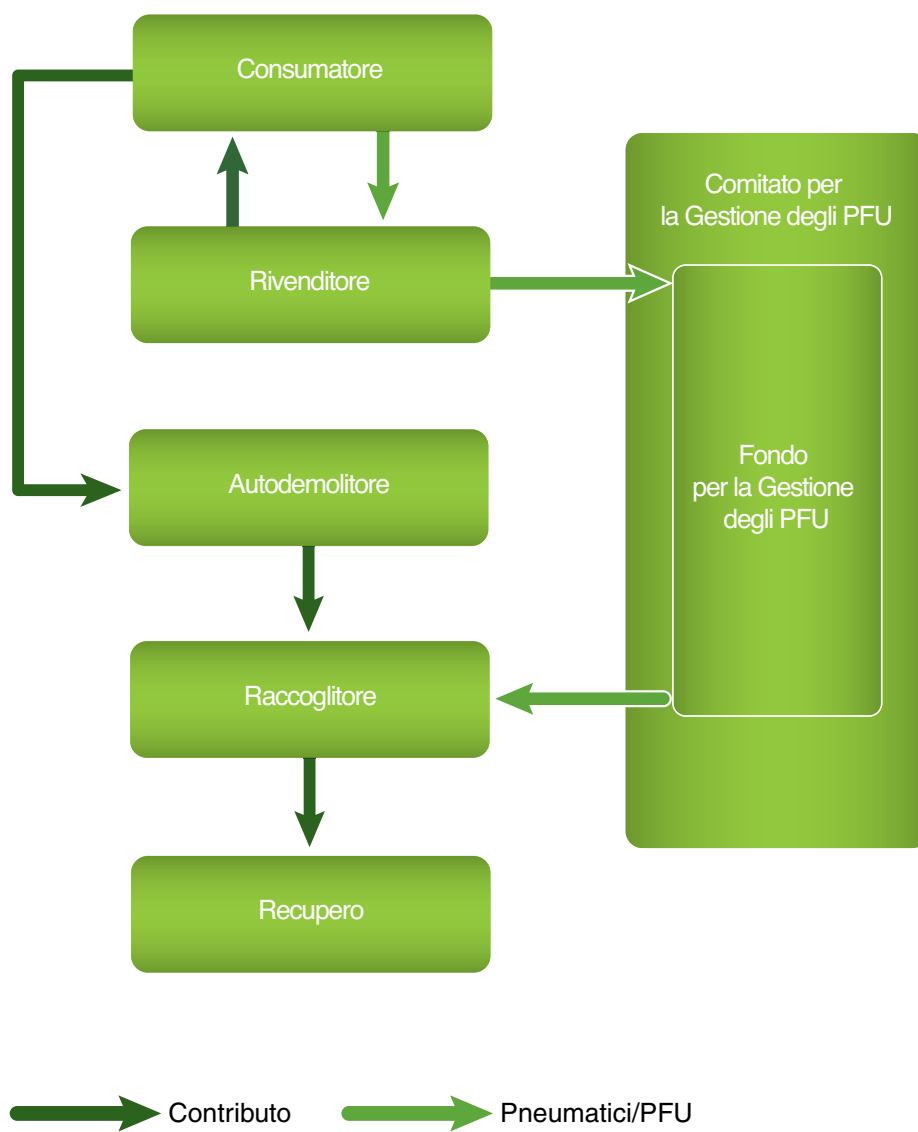 Consumatore
Comitato per
la Gestione degli PFU
Rivenditore
Fondo
per la Gestione
degli PFU
Autodemolitore
Raccoglitore
Recupero
Contributo
Pneumatici/PFU